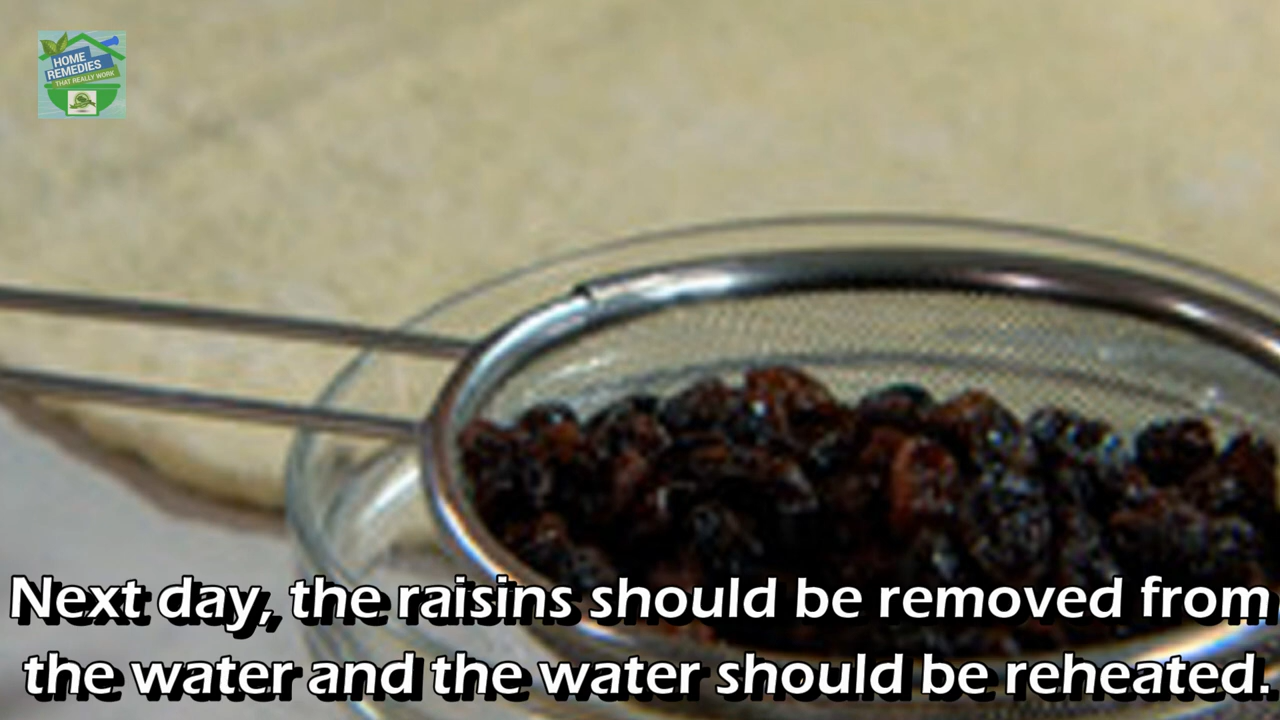 HOME
REMEDIES
THAT REALLY WORK
Next day, the raisins should be removed from
the water and the water should be reheated.